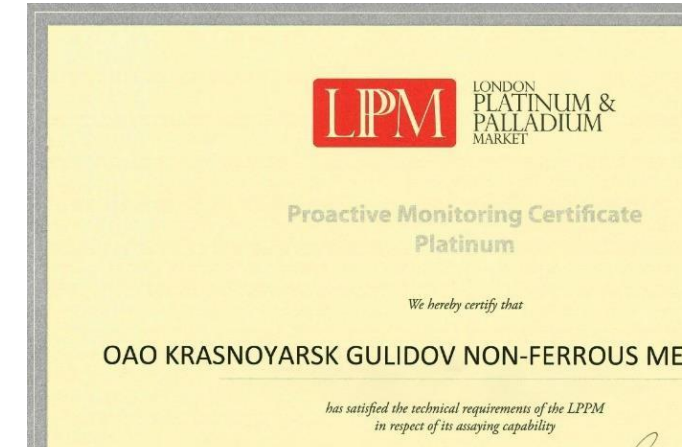 LPPM
LONDON
PLATINUM &
PALLADIUM
MARKET
Proactive Monitoring Certificate
Platinum
We hereby certify that
OAO KRASNOYARSK GULIDOV NON-FERROUS ME
has satisfied the technical requirements of the LPPM
in respect of its assaying capability